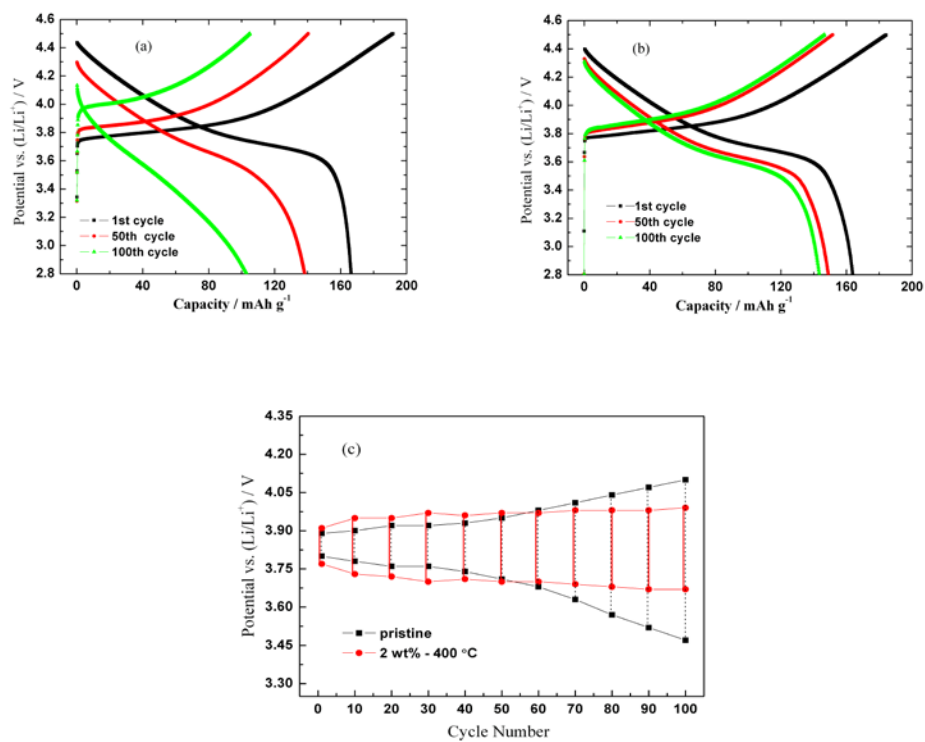 4.6
4.4
4.2
4.0
3.8
3.6
3.4
3.2
3.0
2.8
Potential vs. (Li/Li⁺) / V
(a)
1st cycle
50th cycle
100th cycle
0 40 80 120 160 200
Capacity / mAh g⁻¹
4.6
4.4
4.2
4.0
3.8
3.6
3.4
3.2
3.0
2.8
Potential vs. (Li/Li⁺) / V
(b)
1st cycle
50th cycle
100th cycle
0 40 80 120 160 200
Capacity / mAh g⁻¹
4.35
4.20
4.05
3.90
3.75
3.60
3.45
3.30
Potential vs. (Li/Li⁺) / V
(c)
pristine
2 wt% - 400 °C
0 10 20 30 40 50 60 70 80 90 100
Cycle Number